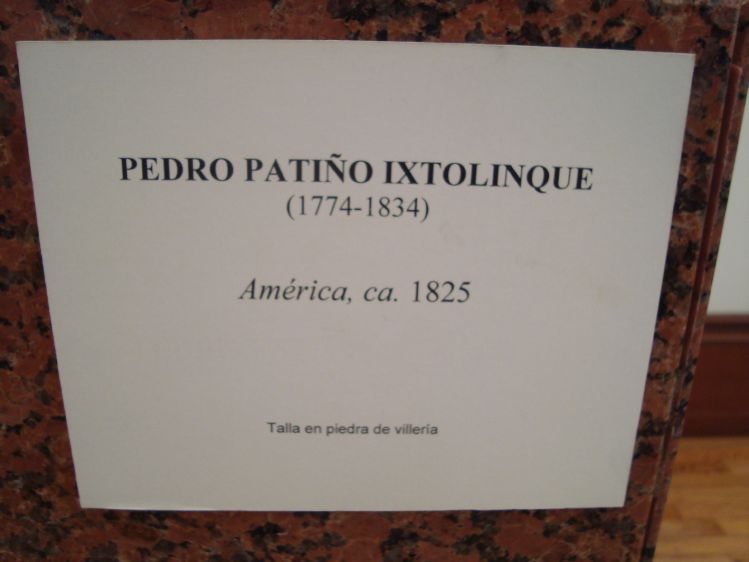 PEDRO PATIÑO IXTOLINQUE
(1774-1834)
América, ca. 1825
Talla en piedra de villería